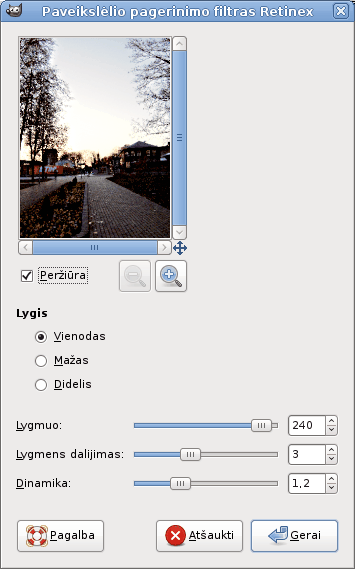 Paveikslėlio pagerinimo filtras Retinex
Peržiūra
Lygis
Vienodas
Mažas
Didelis
Lygmuo: 240
Lygmens dalijimas: 3
Dinamika: 1,2
Pagalba Atšaukti Gerai